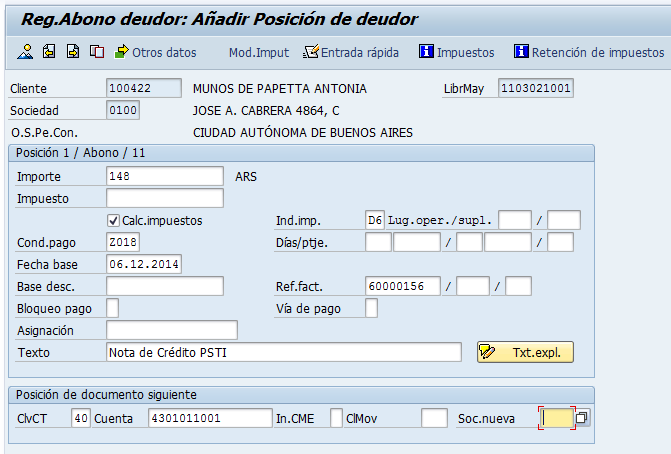 Reg.Abono deudor: Añadir Posición de deudor
Otros datos Mod.Imput Entrada rápida Impuestos Retención de impuestos
Cliente 100422 MUNOS DE PAPETTA ANTONIA LibrMay 1103021001
Sociedad 0100 JOSE A. CABRERA 4864, C
O.S.Pe.Con. CIUDAD AUTÓNOMA DE BUENOS AIRES
Posición 1 / Abono / 11
Importe 148 ARS
Impuesto
Calc.impuestos Ind.imp. D6 Lug.oper./supl. /
Cond.pago Z018 Días/ptje. / /
Fecha base 06.12.2014
Base desc. Ref.fact. 60000156 / /
Bloqueo pago Vía de pago
Asignación
Texto Nota de Crédito PSTI Txt.expl.
Posición de documento siguiente
ClvCT 40 Cuenta 4301011001 In.CME ClMov Soc.nueva